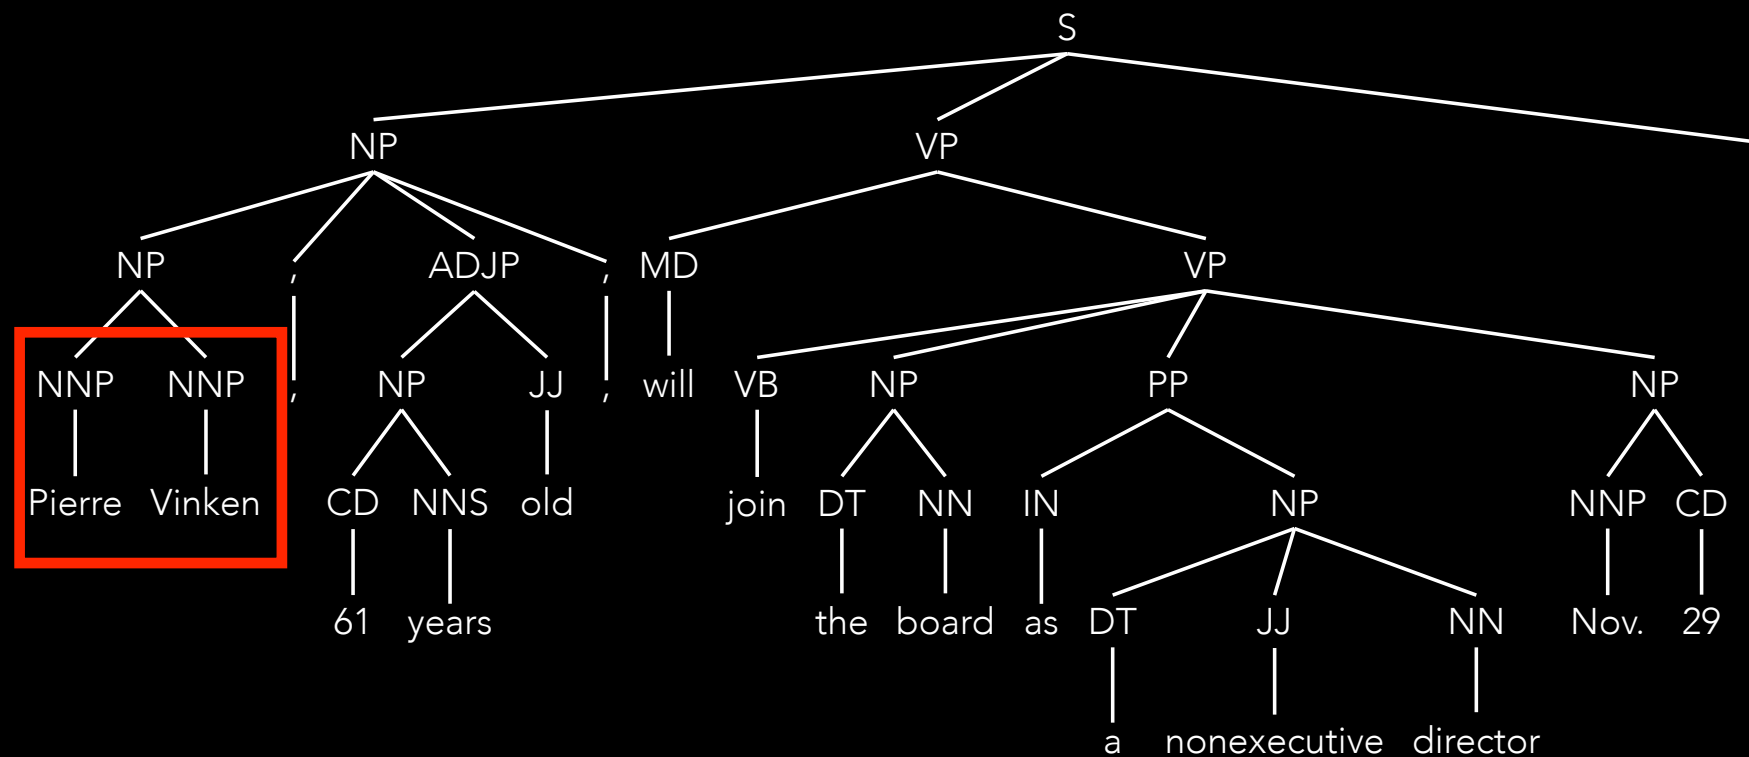 S
NP VP
NP , ADJP , MD VP
NNP NNP , NP JJ , will VB NP PP NP
Pierre Vinken CD NNS old join DT NN IN NP NNP CD
61 years the board as DT JJ NN Nov. 29
a nonexecutive director